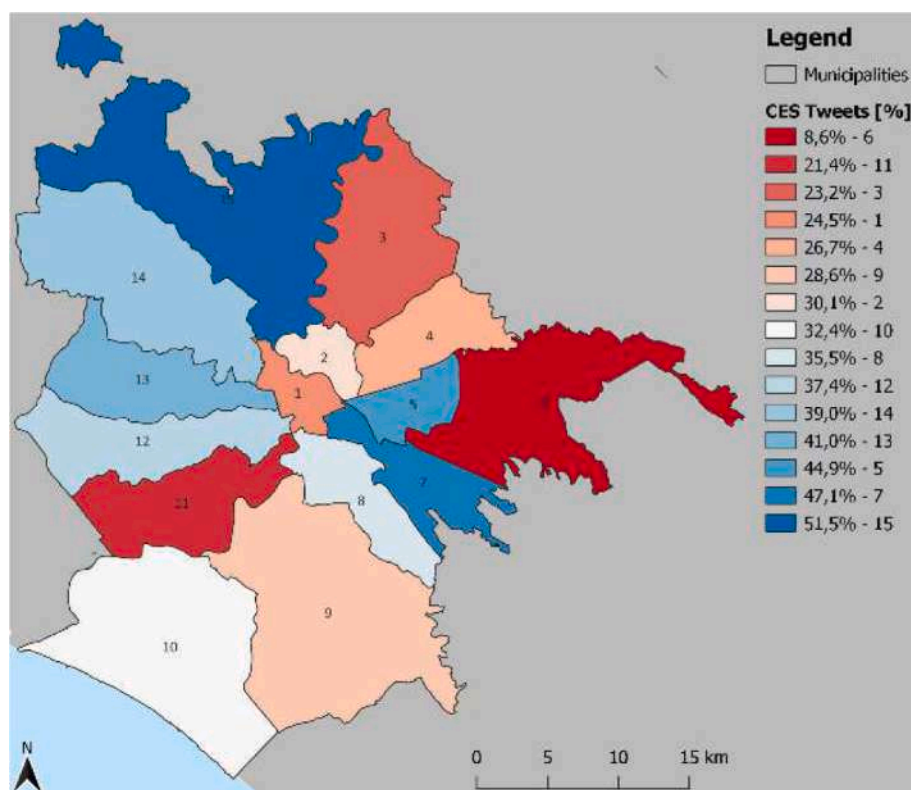 Legend
Municipalities
CES Tweets [%]
8,6% - 6
21,4% - 11
23,2% - 3
24,5% - 1
26,7% - 4
28,6% - 9
30,1% - 2
32,4% - 10
35,5% - 8
37,4% - 12
39,0% - 14
41,0% - 13
44,9% - 5
47,1% - 7
51,5% - 15
15
3
14
2
4
13
1
5
12
7
11
8
9
10
N
0 5 10 15 km